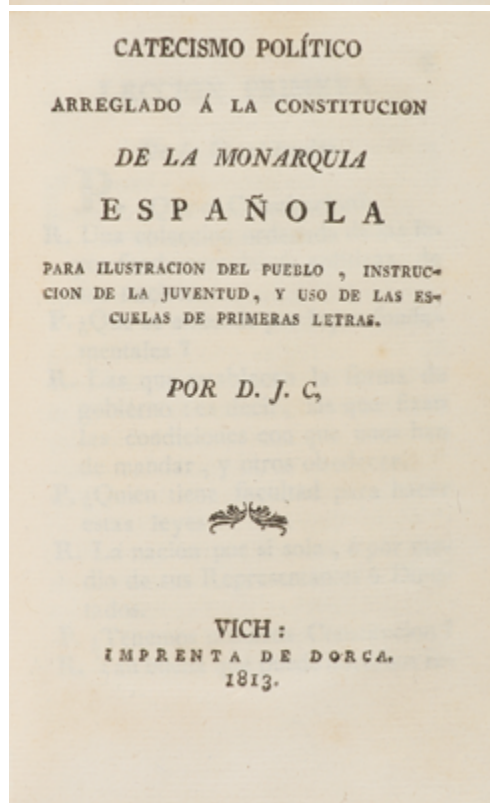 CATECISMO POLÍTICO
ARREGLADO Á LA CONSTITUCION
DE LA MONARQUIA
ESPAÑOLA
PARA ILUSTRACION DEL PUEBLO , INSTRUC-
CION DE LA JUVENTUD, Y USO DE LAS ES-
CUELAS DE PRIMERAS LETRAS.
POR D. J. C,
VICH :
IMPRENTA DE DORCA.
1813.